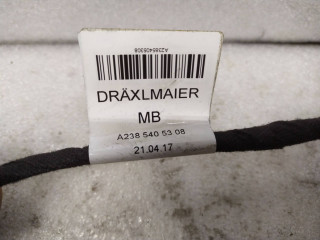 A2385405308
DRÄXLMAIER
MB
A238 540 53 08
21.04.17